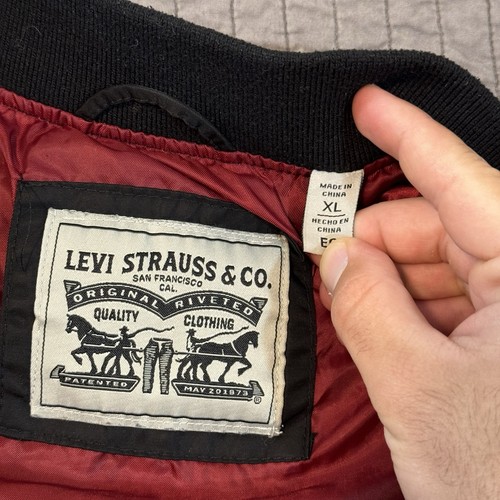 LEVI STRAUSS & CO.
SAN FRANCISCO
CAL.
ORIGINAL RIVETED
QUALITY CLOTHING
PATENTED MAY 20 1873
®
MADE IN
CHINA
XL
HECHO EN
CHINA